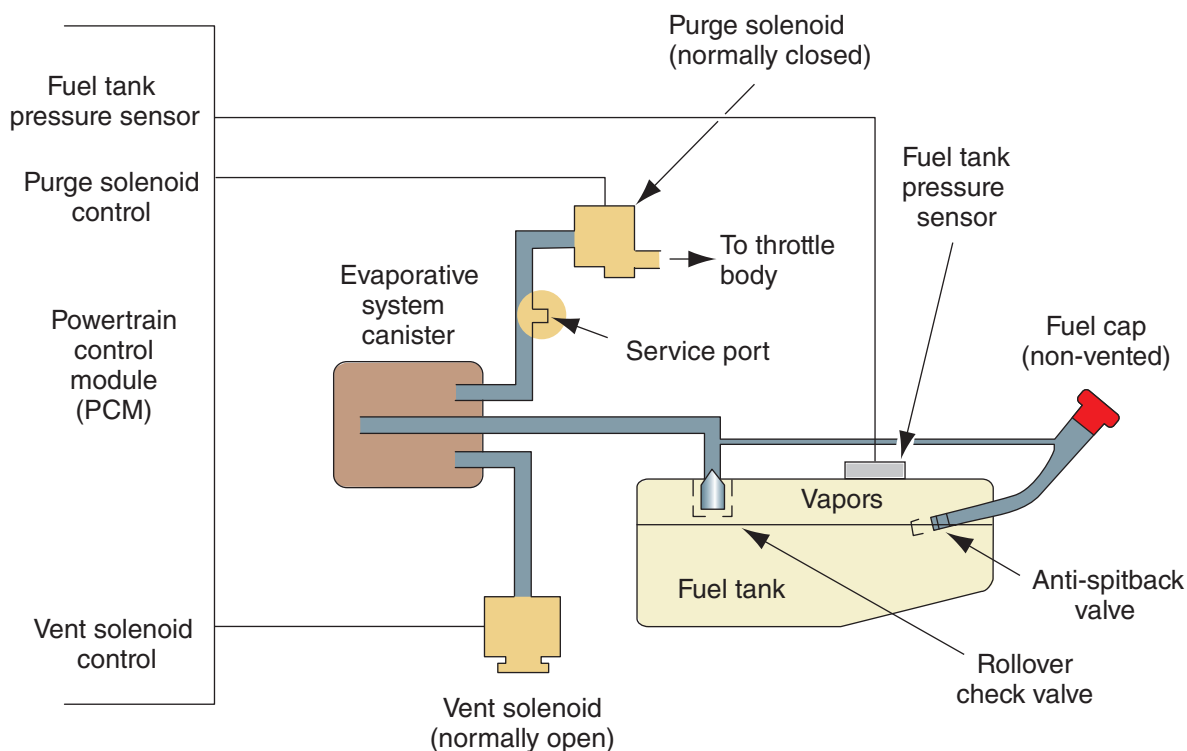 Purge solenoid
(normally closed)
Fuel tank
pressure sensor
Fuel tank
pressure
sensor
Purge solenoid
control
To throttle
body
Evaporative
system
canister
Service port
Fuel cap
(non-vented)
Powertrain
control
module
(PCM)
Vapors
Fuel tank
Anti-spitback
valve
Vent solenoid
control
Rollover
check valve
Vent solenoid
(normally open)